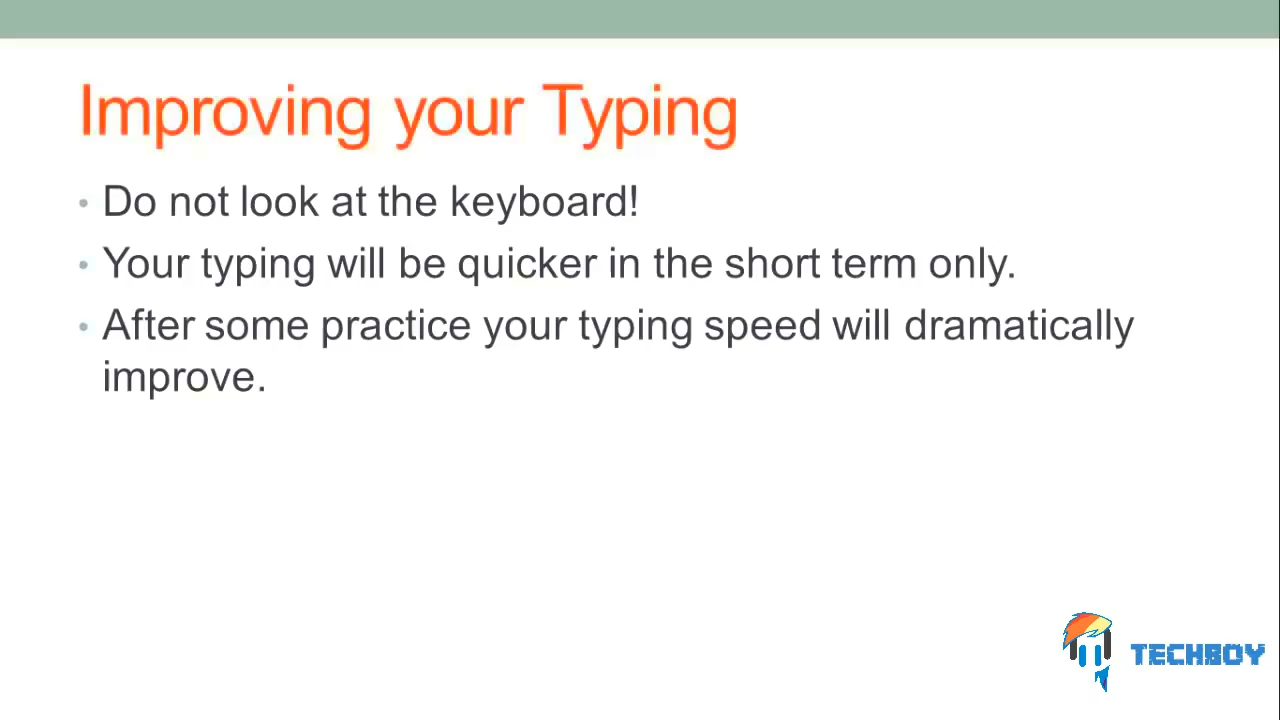 Improving your Typing
• Do not look at the keyboard!
• Your typing will be quicker in the short term only.
• After some practice your typing speed will dramatically
improve.
TECHBOY